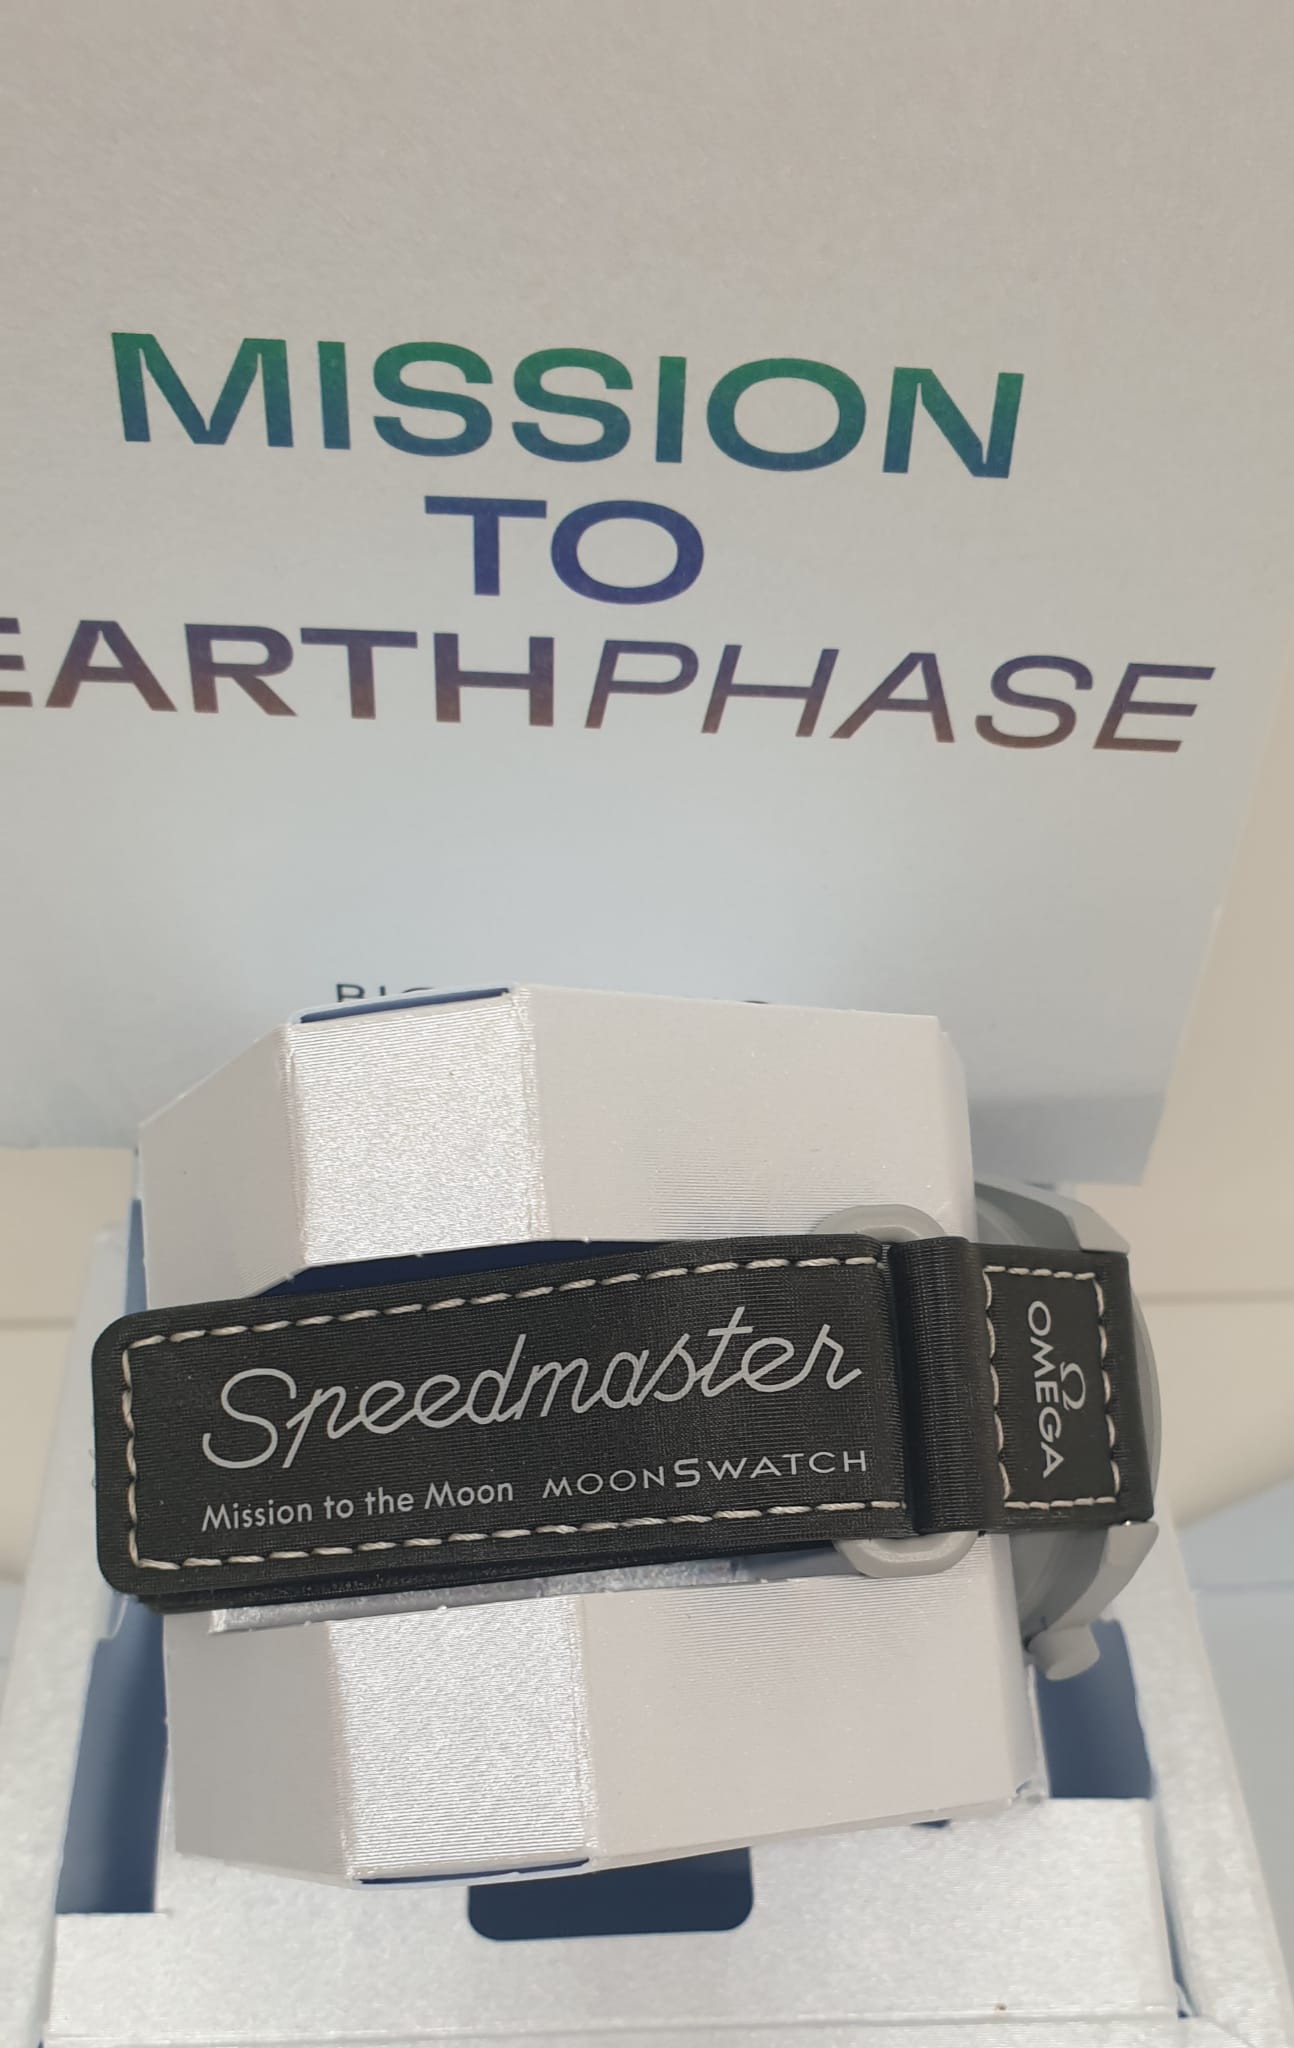 MISSION
TO
EARTHPHASE
Speedmaster
Mission to the Moon MOONSWATCH
Ω
OMEGA